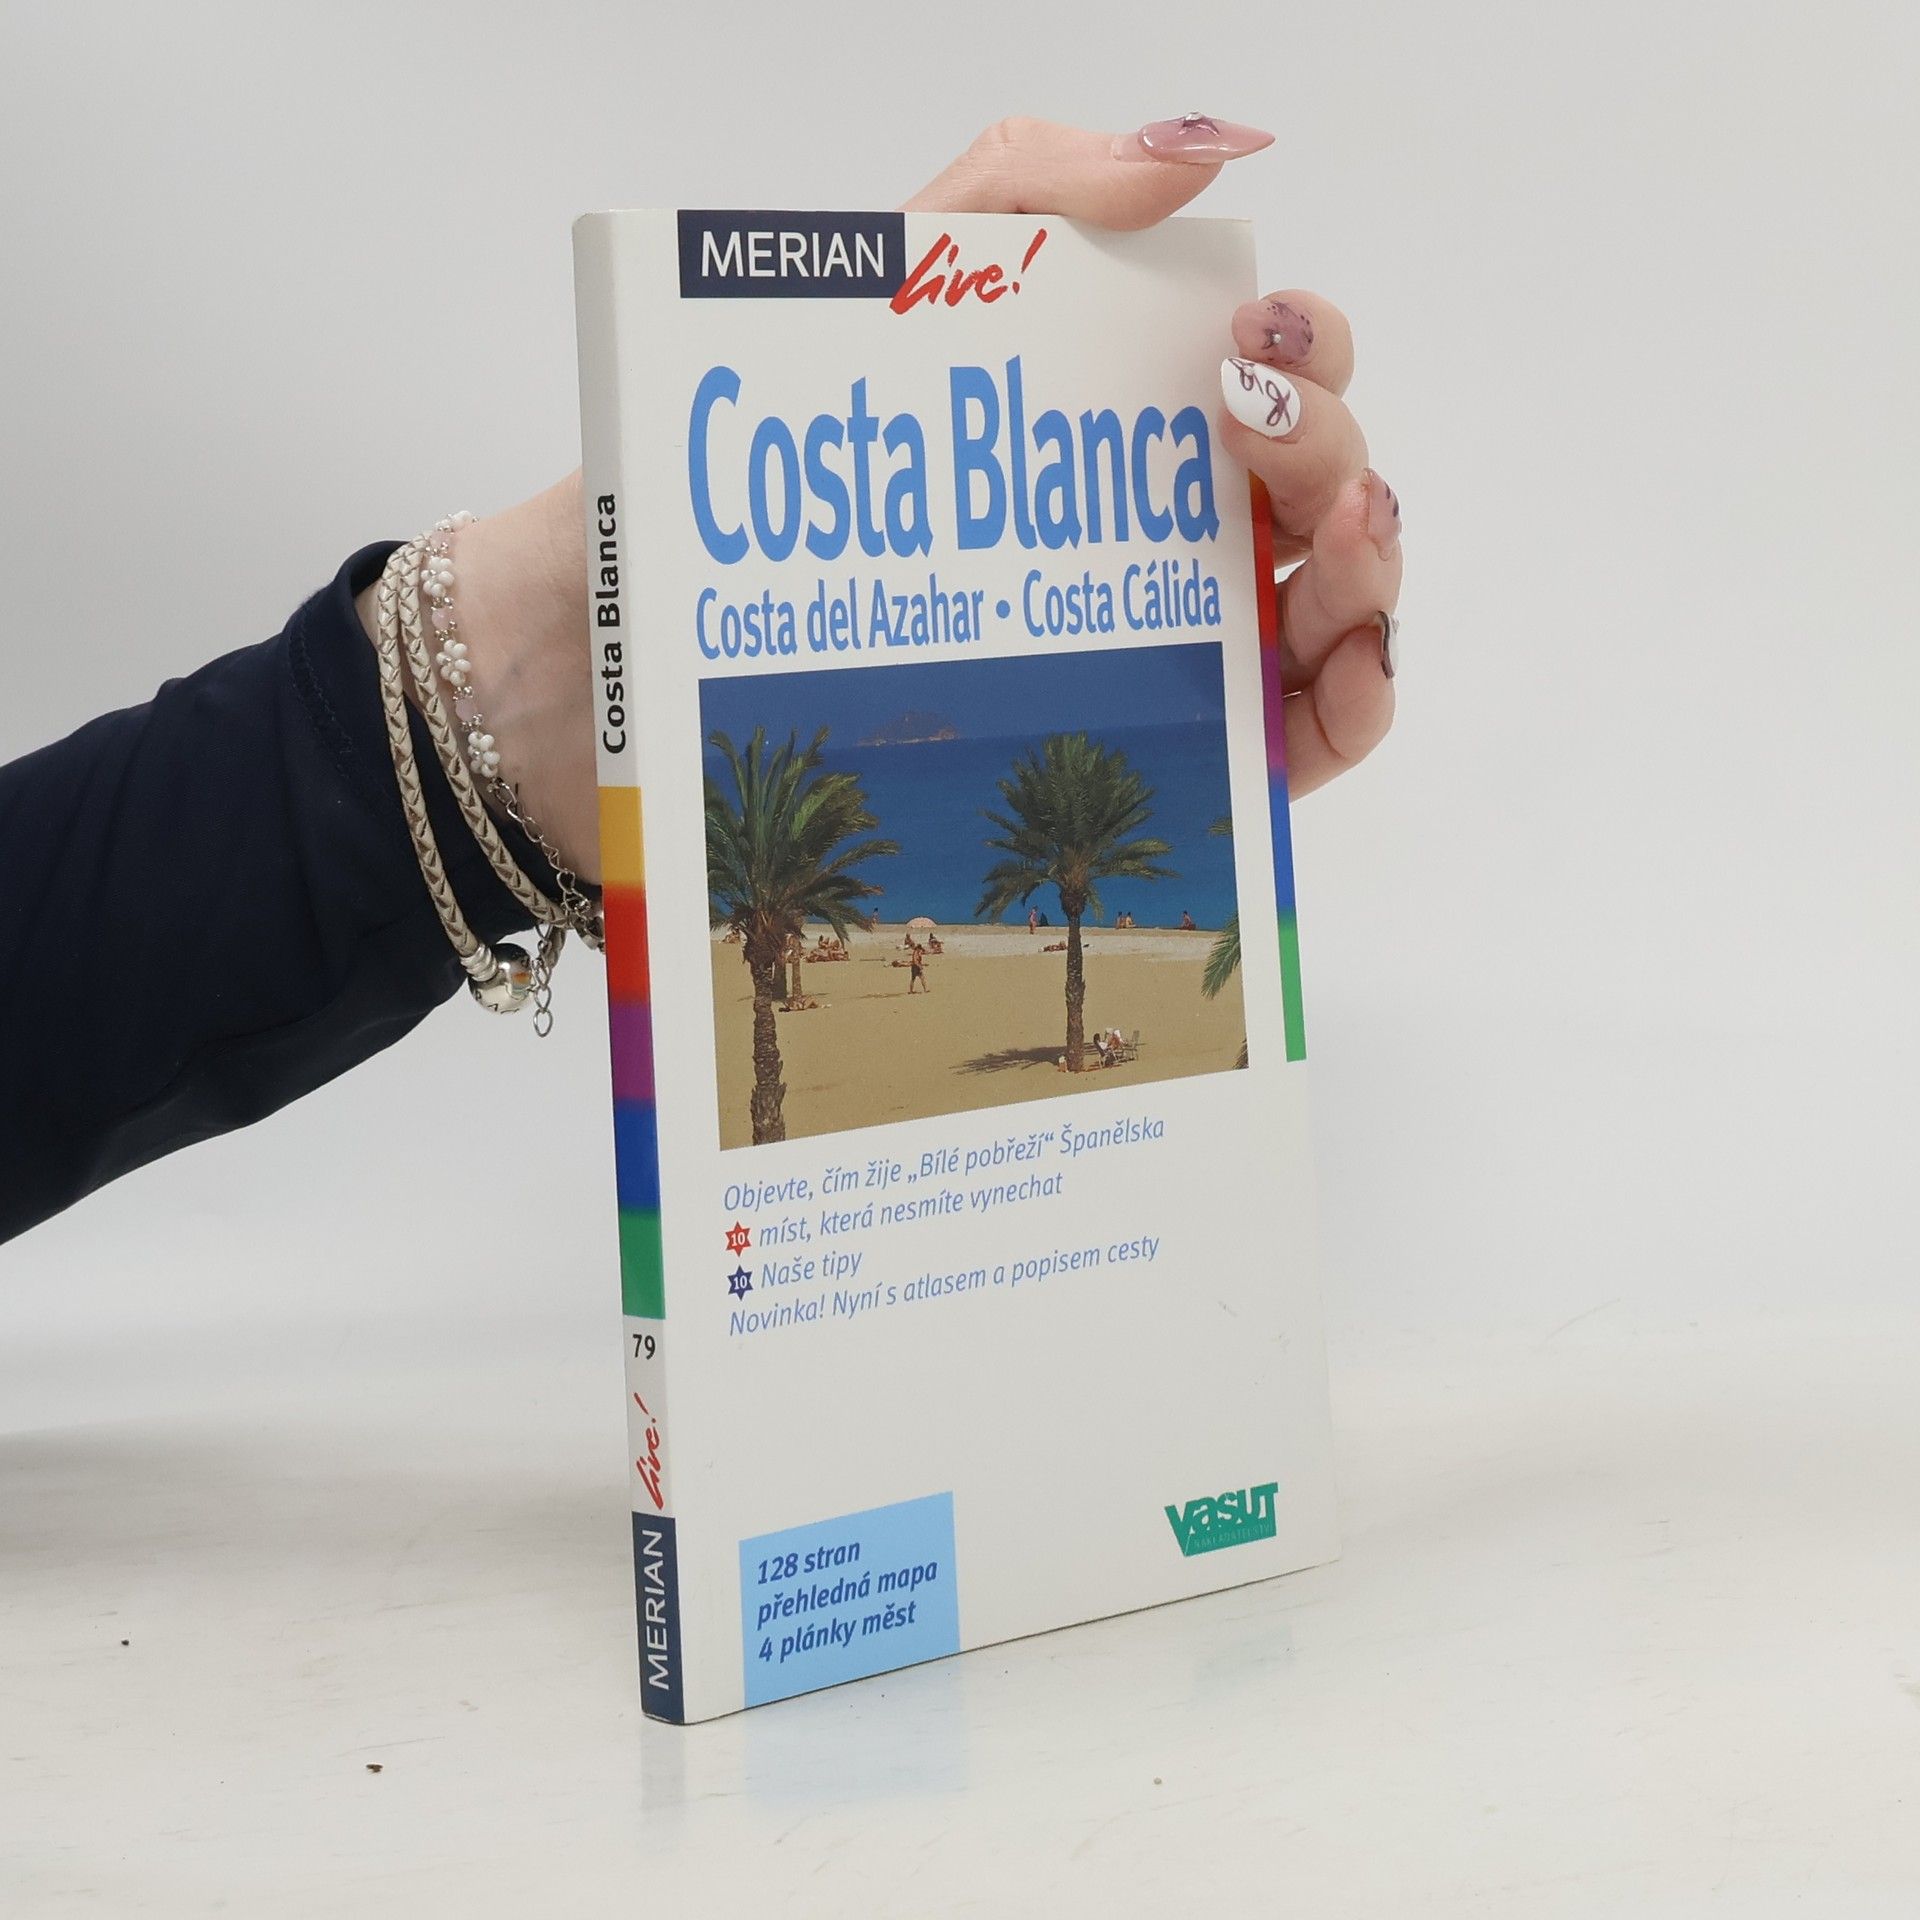 MERIAN live!
Costa Blanca
Costa del Azahar • Costa Cálida
Objevte, čím žije „Bílé pobřeží“ Španělska
10 míst, která nesmíte vynechat
10 Naše tipy
Novinka! Nyní s atlasem a popisem cesty
128 stran
přehledná mapa
4 plánky měst
Vašut
NAKLADATELSTVÍ
Costa Blanca
79
live!
MERIAN